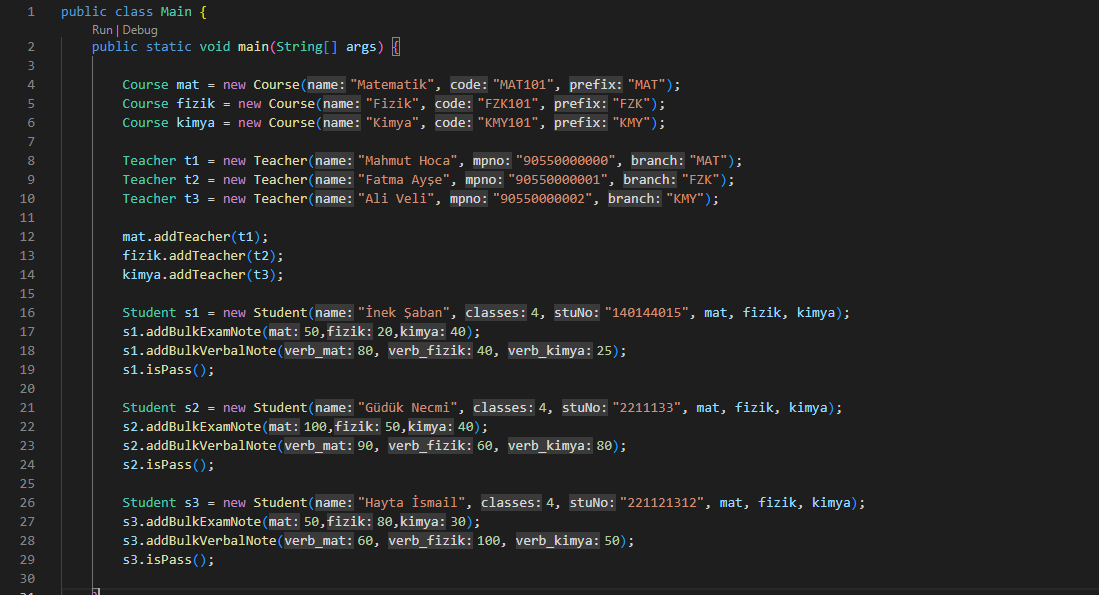 1 public class Main {
Run | Debug
2 public static void main(String[] args) {
3
4 Course mat = new Course(name: "Matematik", code: "MAT101", prefix: "MAT");
5 Course fizik = new Course(name: "Fizik", code: "FZK101", prefix: "FZK");
6 Course kimya = new Course(name: "Kimya", code: "KMY101", prefix: "KMY");
7
8 Teacher t1 = new Teacher(name: "Mahmut Hoca", mpno: "90550000000", branch: "MAT");
9 Teacher t2 = new Teacher(name: "Fatma Ayşe", mpno: "90550000001", branch: "FZK");
10 Teacher t3 = new Teacher(name: "Ali Veli", mpno: "90550000002", branch: "KMY");
11
12 mat.addTeacher(t1);
13 fizik.addTeacher(t2);
14 kimya.addTeacher(t3);
15
16 Student s1 = new Student(name: "İnek Şaban", classes: 4, stuNo: "140144015", mat, fizik, kimya);
17 s1.addBulkExamNote(mat: 50,fizik: 20,kimya: 40);
18 s1.addBulkVerbalNote(verb_mat: 80, verb_fizik: 40, verb_kimya: 25);
19 s1.isPass();
20
21 Student s2 = new Student(name: "Güdük Necmi", classes: 4, stuNo: "2211133", mat, fizik, kimya);
22 s2.addBulkExamNote(mat: 100,fizik: 50,kimya: 40);
23 s2.addBulkVerbalNote(verb_mat: 90, verb_fizik: 60, verb_kimya: 80);
24 s2.isPass();
25
26 Student s3 = new Student(name: "Hayta İsmail", classes: 4, stuNo: "221121312", mat, fizik, kimya);
27 s3.addBulkExamNote(mat: 50,fizik: 80,kimya: 30);
28 s3.addBulkVerbalNote(verb_mat: 60, verb_fizik: 100, verb_kimya: 50);
29 s3.isPass();
30